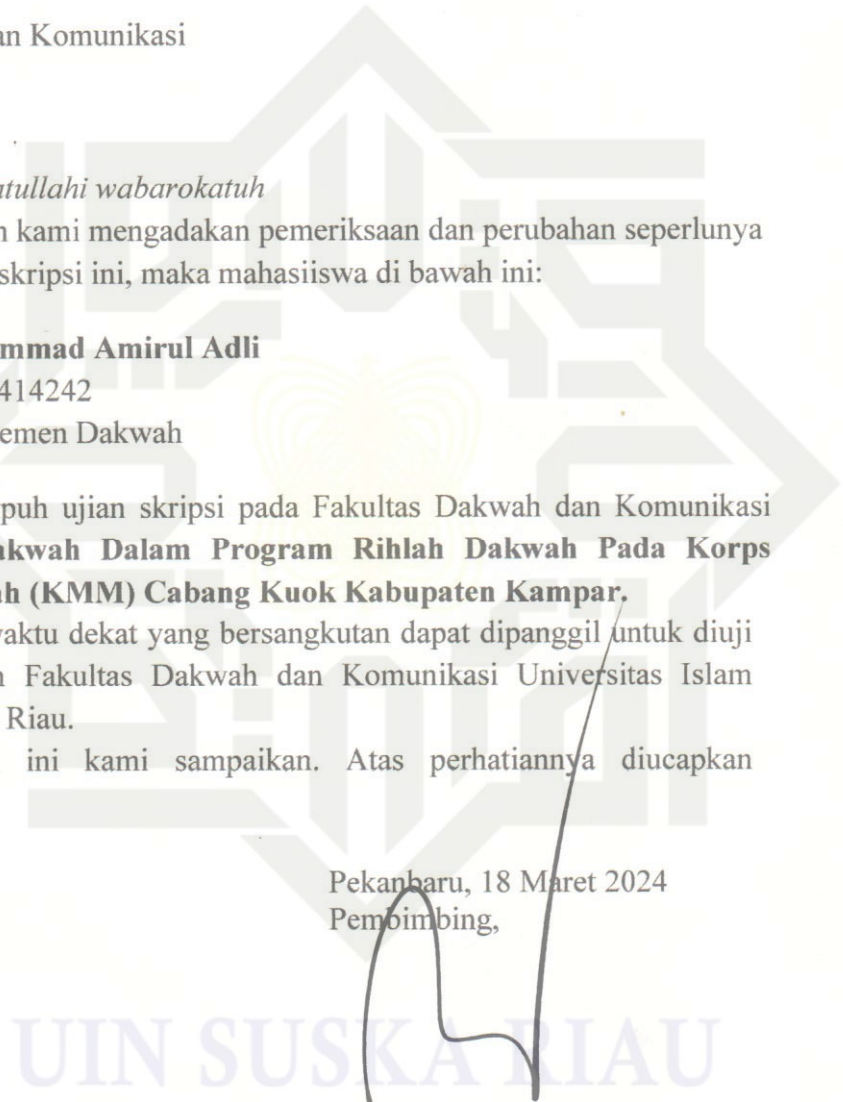 an Komunikasi
atullahi wabarokatuh
n kami mengadakan pemeriksaan dan perubahan seperlunya
skripsi ini, maka mahasiiswa di bawah ini:
mmad Amirul Adli
414242
emen Dakwah
puh ujian skripsi pada Fakultas Dakwah dan Komunikasi
akwah Dalam Program Rihlah Dakwah Pada Korps
ah (KMM) Cabang Kuok Kabupaten Kampar.
vaktu dekat yang bersangkutan dapat dipanggil untuk diuji
n Fakultas Dakwah dan Komunikasi Universitas Islam
Riau.
ini kami sampaikan. Atas perhatiannya diucapkan
Pekanbaru, 18 Maret 2024
Pembimbing,
UIN SUSKA RIAU